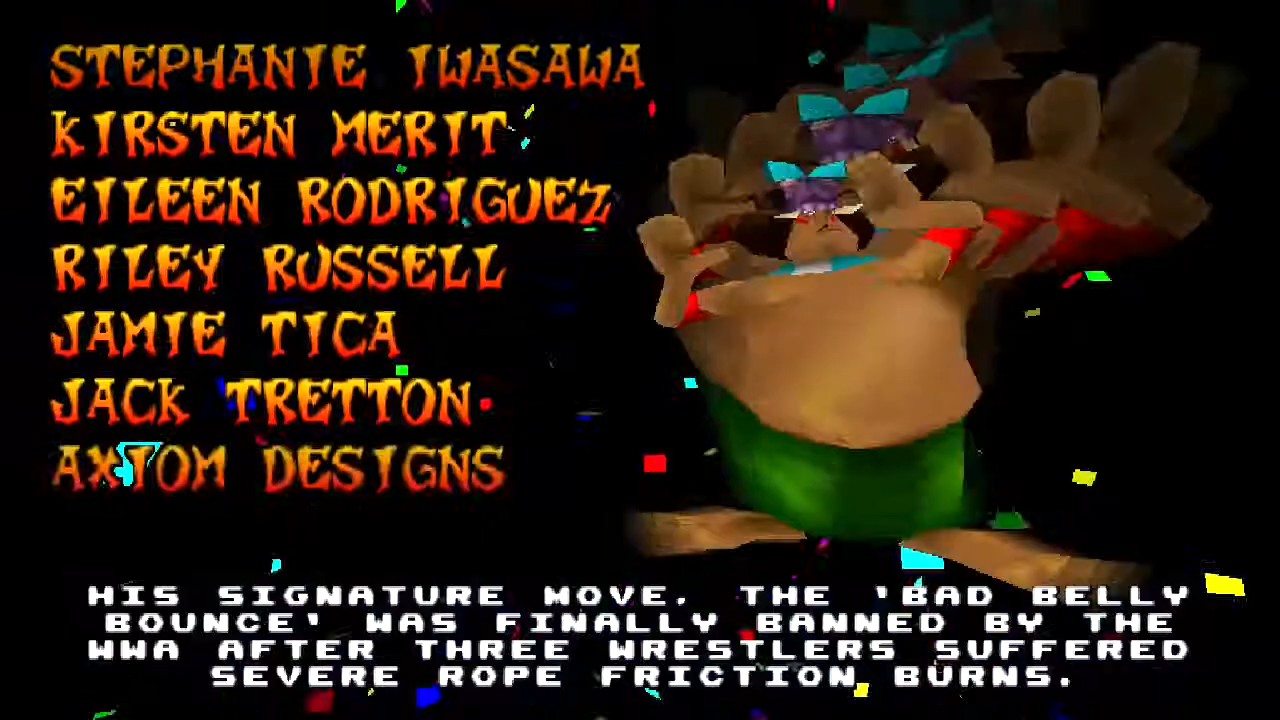 STEPHANIE IWASAWA
KIRSTEN MERIT
EILEEN RODRIGUEZ
RILEY RUSSELL
JAMIE TICA
JACK TRETTON
AXIOM DESIGNS
HIS SIGNATURE MOVE, THE 'BAD BELLY
BOUNCE' WAS FINALLY BANNED BY THE
WWA AFTER THREE WRESTLERS SUFFERED
SEVERE ROPE FRICTION BURNS.